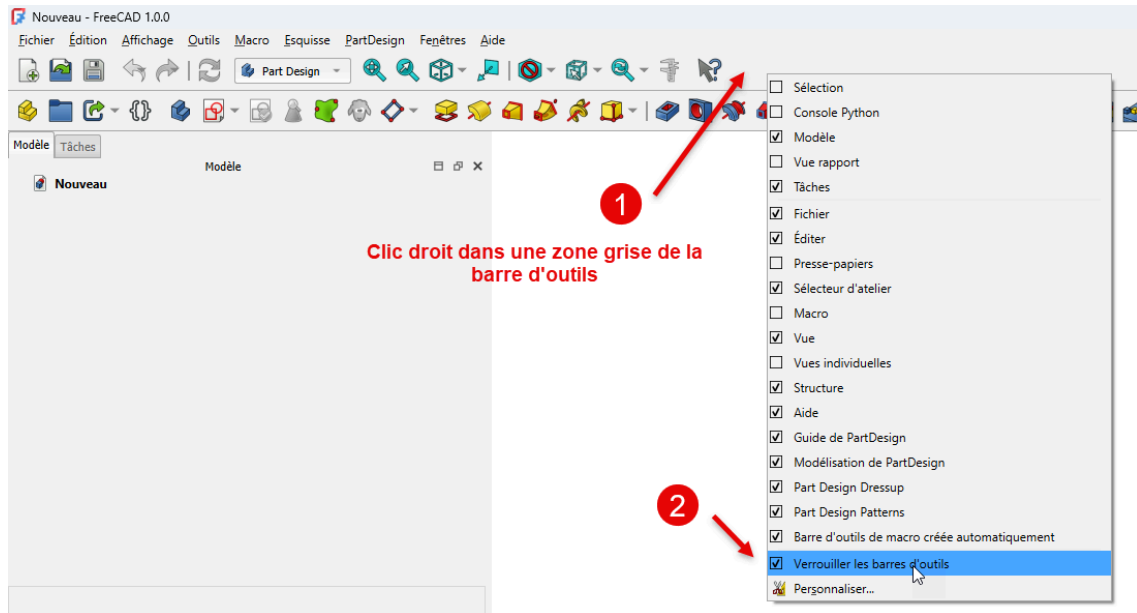 Nouveau - FreeCAD 1.0.0
Fichier Édition Affichage Outils Macro Esquisse PartDesign Fenêtres Aide
Part Design
Modèle Tâches
Modèle
Nouveau
1
Clic droit dans une zone grise de la
barre d'outils
2
Sélection
Console Python
Modèle
Vue rapport
Tâches
Fichier
Éditer
Presse-papiers
Sélecteur d'atelier
Macro
Vue
Vues individuelles
Structure
Aide
Guide de PartDesign
Modélisation de PartDesign
Part Design Dressup
Part Design Patterns
Barre d'outils de macro créée automatiquement
Verrouiller les barres d'outils
Personnaliser...